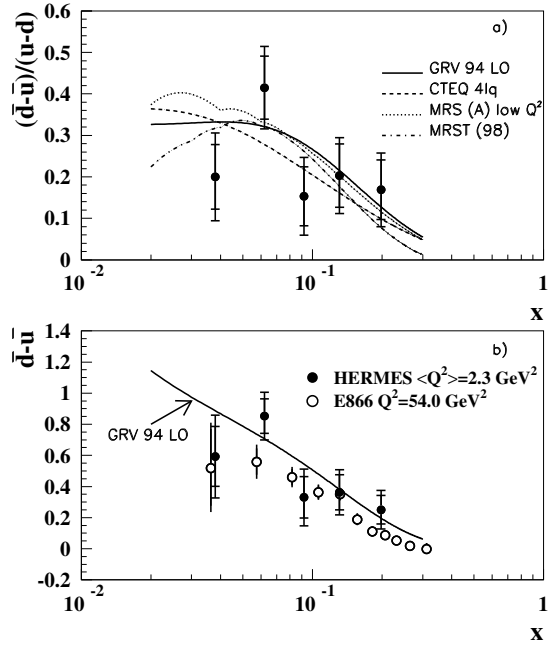 (d̄-ū)/(u-d)
0.6
0.5
0.4
0.3
0.2
0.1
0
a)
GRV 94 LO
CTEQ 4lq
MRS (A) low Q²
MRST (98)
10⁻² 10⁻¹ 1
x
d̄-ū
1.4
1.2
1
0.8
0.6
0.4
0.2
0
-0.2
b)
HERMES <Q²>=2.3 GeV²
E866 Q²=54.0 GeV²
GRV 94 LO
10⁻² 10⁻¹ 1
x